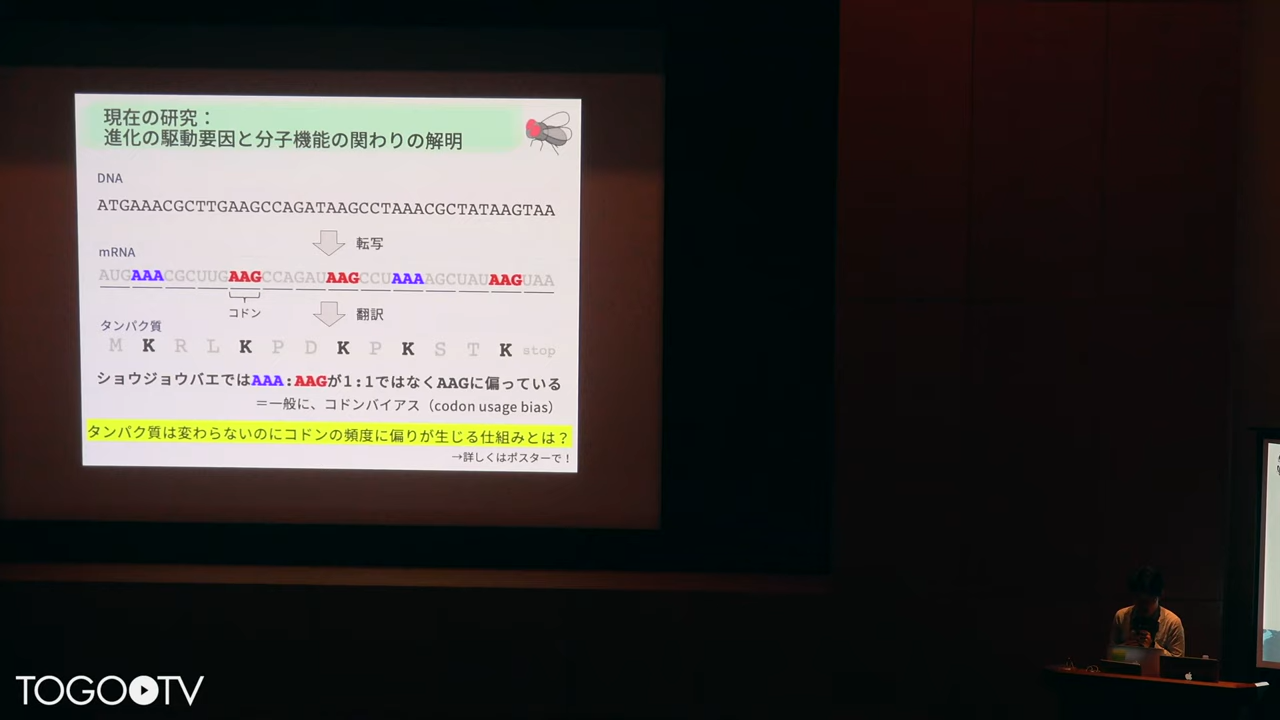 現在の研究：
進化の駆動要因と分子機能の関わりの解明
DNA
ATGAAACGCTTGAAGCCAGATAAGCCTAAACGCTATAAGTAA
転写
mRNA
AUGAAACGCUUGAAGCCAGAUAAGCCUAAAAGCUAUAAGUAA
コドン
翻訳
タンパク質
M K R L K P D K P K S T K stop
ショウジョウバエではAAA:AAGが1:1ではなくAAGに偏っている
＝一般に、コドンバイアス（codon usage bias）
タンパク質は変わらないのにコドンの頻度に偏りが生じる仕組みとは？
→詳しくはポスターで！
TOGOTV